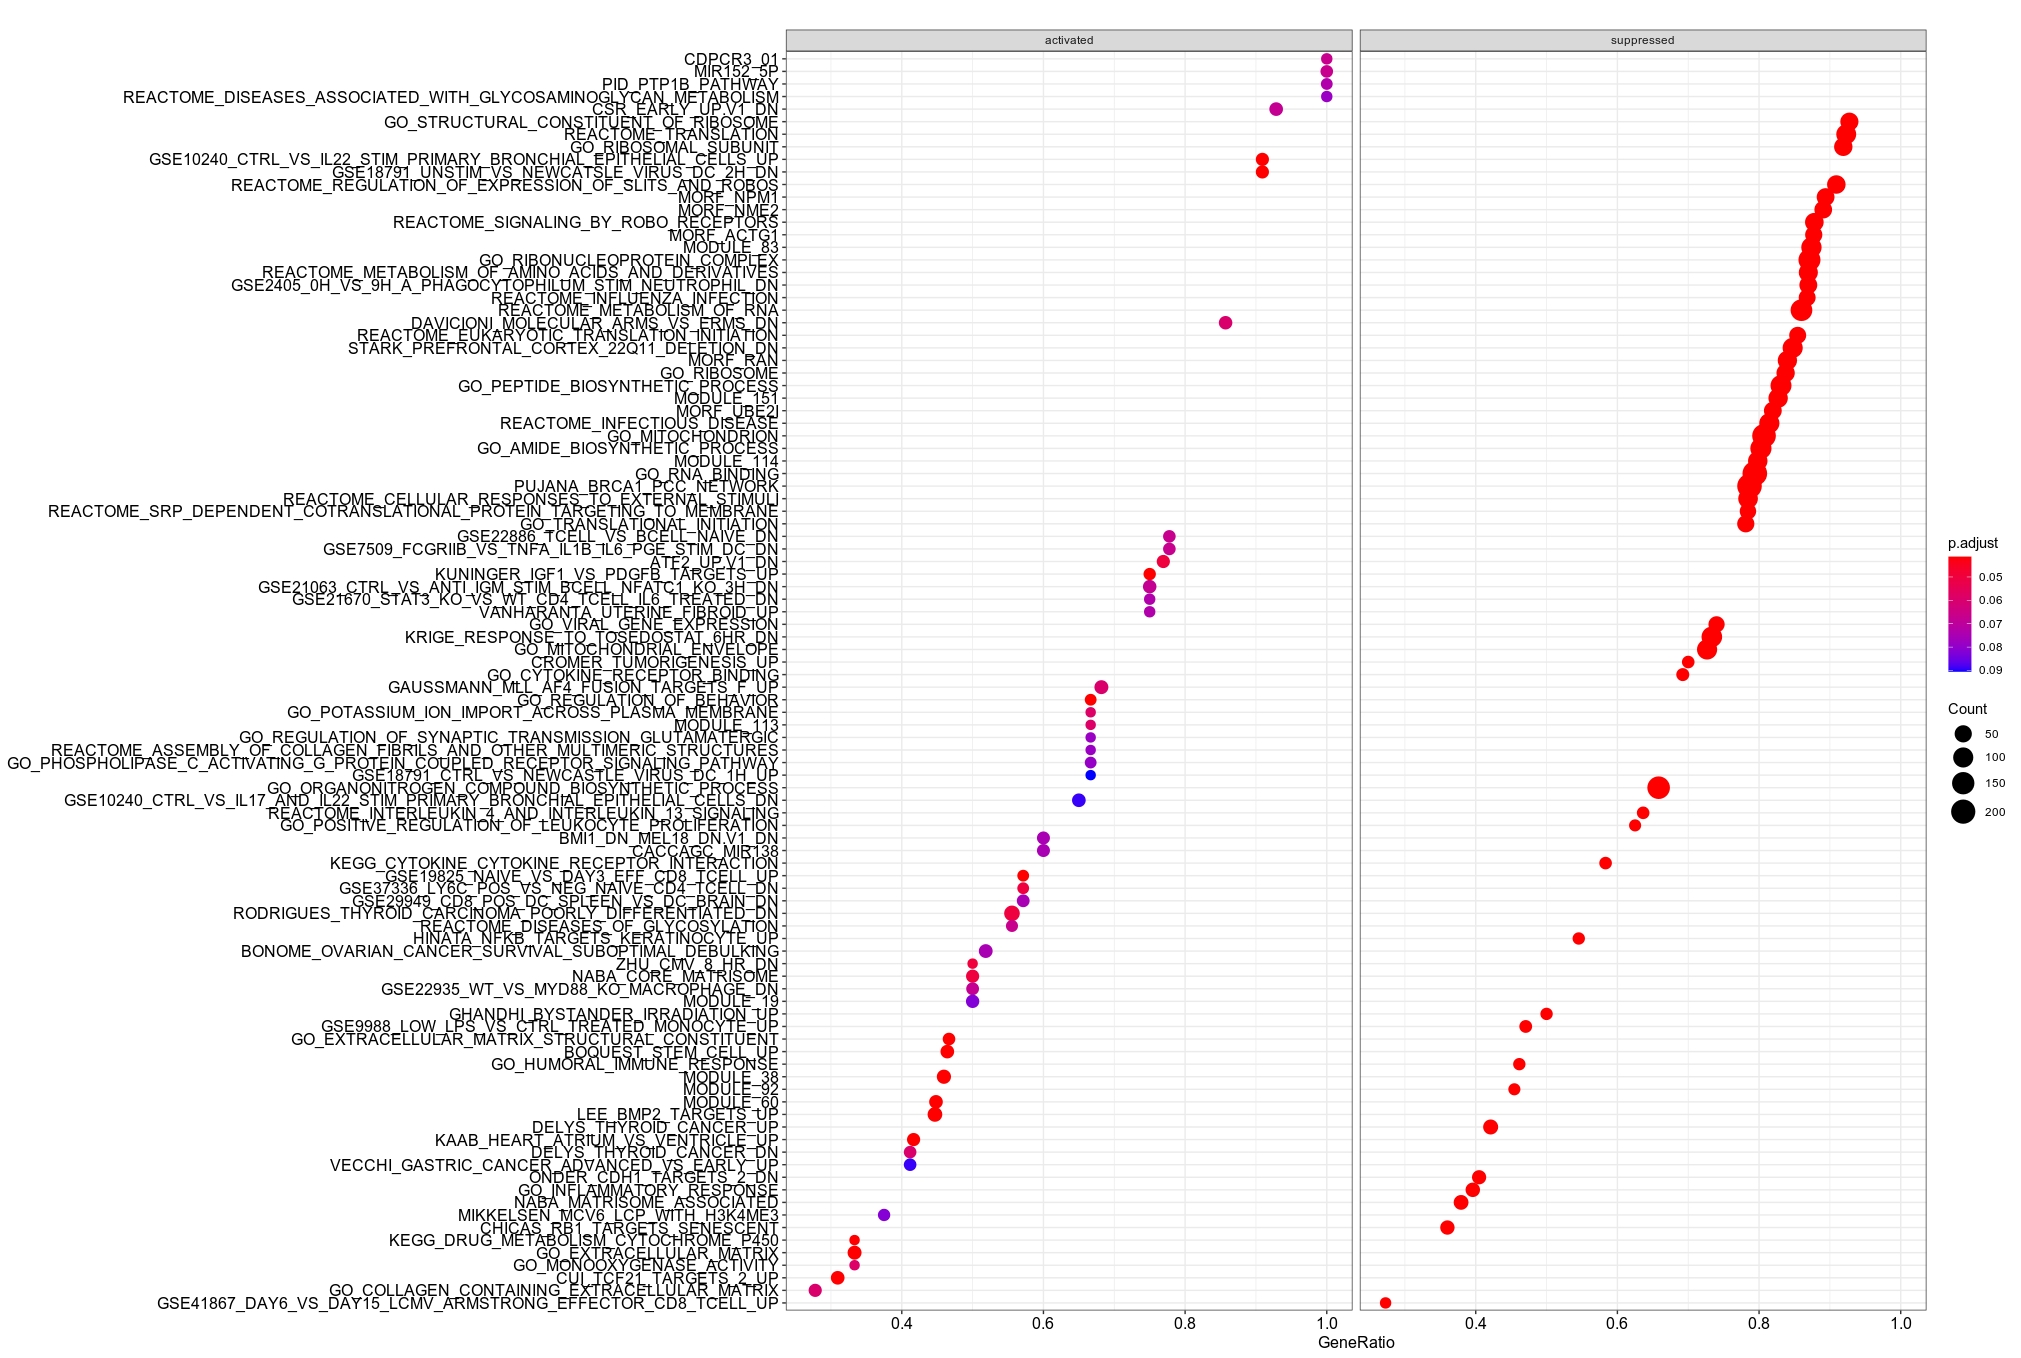 activated
suppressed
CDPCR3_01
MIR152_5P
PID_PTP1B_PATHWAY
REACTOME_DISEASES_ASSOCIATED_WITH_GLYCOSAMINOGLYCAN_METABOLISM
CSR_EARLY_UP.V1_DN
GO_STRUCTURAL_CONSTITUENT_OF_RIBOSOME
REACTOME_TRANSLATION
GO_RIBOSOMAL_SUBUNIT
GSE10240_CTRL_VS_IL22_STIM_PRIMARY_BRONCHIAL_EPITHELIAL_CELLS_UP
GSE18791_UNSTIM_VS_NEWCATSLE_VIRUS_DC_2H_DN
REACTOME_REGULATION_OF_EXPRESSION_OF_SLITS_AND_ROBOS
MORF_NPM1
MORF_NME2
REACTOME_SIGNALING_BY_ROBO_RECEPTORS
MORF_ACTG1
MODULE_83
GO_RIBONUCLEOPROTEIN_COMPLEX
REACTOME_METABOLISM_OF_AMINO_ACIDS_AND_DERIVATIVES
GSE2405_0H_VS_9H_A_PHAGOCYTOPHILUM_STIM_NEUTROPHIL_DN
REACTOME_INFLUENZA_INFECTION
REACTOME_METABOLISM_OF_RNA
DAVICIONI_MOLECULAR_ARMS_VS_ERMS_DN
REACTOME_EUKARYOTIC_TRANSLATION_INITIATION
STARK_PREFRONTAL_CORTEX_22Q11_DELETION_DN
MORF_RAN
GO_RIBOSOME
GO_PEPTIDE_BIOSYNTHETIC_PROCESS
MODULE_151
MORF_UBE2I
REACTOME_INFECTIOUS_DISEASE
GO_MITOCHONDRION
GO_AMIDE_BIOSYNTHETIC_PROCESS
MODULE_114
GO_RNA_BINDING
PUJANA_BRCA1_PCC_NETWORK
REACTOME_CELLULAR_RESPONSES_TO_EXTERNAL_STIMULI
REACTOME_SRP_DEPENDENT_COTRANSLATIONAL_PROTEIN_TARGETING_TO_MEMBRANE
GO_TRANSLATIONAL_INITIATION
GSE22886_TCELL_VS_BCELL_NAIVE_DN
GSE7509_FCGRIIB_VS_TNFA_IL1B_IL6_PGE_STIM_DC_DN
ATF2_UP.V1_DN
KUNINGER_IGF1_VS_PDGFB_TARGETS_UP
GSE21063_CTRL_VS_ANTI_IGM_STIM_BCELL_NFATC1_KO_3H_DN
GSE21670_STAT3_KO_VS_WT_CD4_TCELL_IL6_TREATED_DN
VANHARANTA_UTERINE_FIBROID_UP
GO_VIRAL_GENE_EXPRESSION
KRIGE_RESPONSE_TO_TOSEDOSTAT_6HR_DN
GO_MITOCHONDRIAL_ENVELOPE
CROMER_TUMORIGENESIS_UP
GO_CYTOKINE_RECEPTOR_BINDING
GAUSSMANN_MLL_AF4_FUSION_TARGETS_F_UP
GO_REGULATION_OF_BEHAVIOR
GO_POTASSIUM_ION_IMPORT_ACROSS_PLASMA_MEMBRANE
MODULE_113
GO_REGULATION_OF_SYNAPTIC_TRANSMISSION_GLUTAMATERGIC
REACTOME_ASSEMBLY_OF_COLLAGEN_FIBRILS_AND_OTHER_MULTIMERIC_STRUCTURES
GO_PHOSPHOLIPASE_C_ACTIVATING_G_PROTEIN_COUPLED_RECEPTOR_SIGNALING_PATHWAY
GSE18791_CTRL_VS_NEWCASTLE_VIRUS_DC_1H_UP
GO_ORGANONITROGEN_COMPOUND_BIOSYNTHETIC_PROCESS
GSE10240_CTRL_VS_IL17_AND_IL22_STIM_PRIMARY_BRONCHIAL_EPITHELIAL_CELLS_DN
REACTOME_INTERLEUKIN_4_AND_INTERLEUKIN_13_SIGNALING
GO_POSITIVE_REGULATION_OF_LEUKOCYTE_PROLIFERATION
BMI1_DN_MEL18_DN.V1_DN
CACCAGC_MIR138
KEGG_CYTOKINE_CYTOKINE_RECEPTOR_INTERACTION
GSE19825_NAIVE_VS_DAY3_EFF_CD8_TCELL_UP
GSE37336_LY6C_POS_VS_NEG_NAIVE_CD4_TCELL_DN
GSE29949_CD8_POS_DC_SPLEEN_VS_DC_BRAIN_DN
RODRIGUES_THYROID_CARCINOMA_POORLY_DIFFERENTIATED_DN
REACTOME_DISEASES_OF_GLYCOSYLATION
HINATA_NFKB_TARGETS_KERATINOCYTE_UP
BONOME_OVARIAN_CANCER_SURVIVAL_SUBOPTIMAL_DEBULKING
ZHU_CMV_8_HR_DN
NABA_CORE_MATRISOME
GSE22935_WT_VS_MYD88_KO_MACROPHAGE_DN
MODULE_19
GHANDHI_BYSTANDER_IRRADIATION_UP
GSE9988_LOW_LPS_VS_CTRL_TREATED_MONOCYTE_UP
GO_EXTRACELLULAR_MATRIX_STRUCTURAL_CONSTITUENT
BOQUEST_STEM_CELL_UP
GO_HUMORAL_IMMUNE_RESPONSE
MODULE_38
MODULE_92
MODULE_60
LEE_BMP2_TARGETS_UP
DELYS_THYROID_CANCER_UP
KAAB_HEART_ATRIUM_VS_VENTRICLE_UP
DELYS_THYROID_CANCER_DN
VECCHI_GASTRIC_CANCER_ADVANCED_VS_EARLY_UP
ONDER_CDH1_TARGETS_2_DN
GO_INFLAMMATORY_RESPONSE
NABA_MATRISOME_ASSOCIATED
MIKKELSEN_MCV6_LCP_WITH_H3K4ME3
CHICAS_RB1_TARGETS_SENESCENT
KEGG_DRUG_METABOLISM_CYTOCHROME_P450
GO_EXTRACELLULAR_MATRIX
GO_MONOOXYGENASE_ACTIVITY
CUI_TCF21_TARGETS_2_UP
GO_COLLAGEN_CONTAINING_EXTRACELLULAR_MATRIX
GSE41867_DAY6_VS_DAY15_LCMV_ARMSTRONG_EFFECTOR_CD8_TCELL_UP
0.4 0.6 0.8 1.0
0.4 0.6 0.8 1.0
GeneRatio
p.adjust
0.05
0.06
0.07
0.08
0.09
Count
50
100
150
200